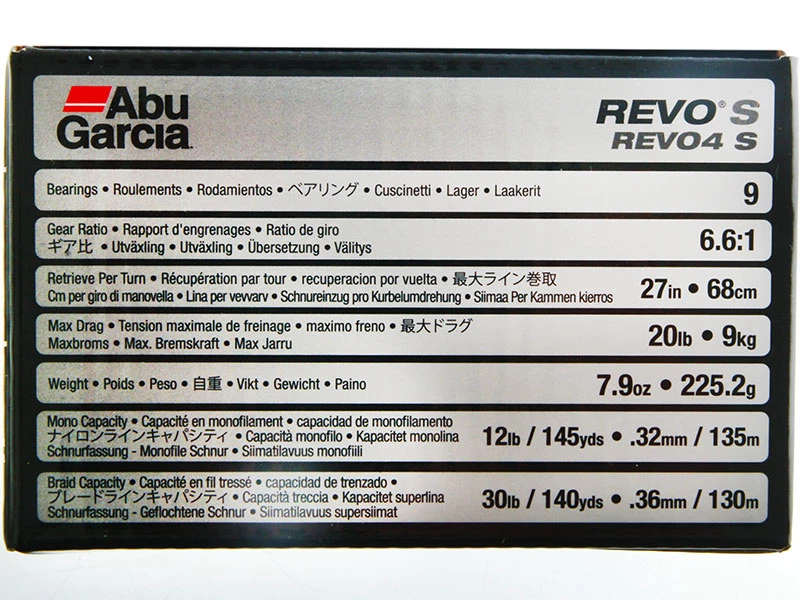 Abu
Garcia
REVO® S
REVO4 S
Bearings • Roulements • Rodamientos • ベアリング • Cuscinetti • Lager • Laakerit 9
Gear Ratio • Rapport d'engrenages • Ratio de giro
ギア比 • Utväxling • Utväxling • Übersetzung • Välitys 6.6:1
Retrieve Per Turn • Récupération par tour • recuperacion por vuelta • 最大ライン巻取
Cm per giro di manovella • Lina per vevvarv • Schnureinzug pro Kurbelumdrehung • Siimaa Per Kammen kierros 27in • 68cm
Max Drag • Tension maximale de freinage • maximo freno • 最大ドラグ
Maxbroms • Max. Bremskraft • Max Jarru 20lb • 9kg
Weight • Poids • Peso • 自重 • Vikt • Gewicht • Paino 7.9oz • 225.2g
Mono Capacity • Capacité en monofilament • capacidad de monofilamento
ナイロンラインキャパシティ • Capacità monofilo • Kapacitet monolina
Schnurfassung - Monofile Schnur • Siimatilavuus monofiili 12lb / 145yds • .32mm / 135m
Braid Capacity • Capacité en fil tressé • capacidad de trenzado •
ブレードラインキャパシティ • Capacità treccia • Kapacitet superlina
Schnurfassung - Geflochtene Schnur • Siimatilavuus supersiimat 30lb / 140yds • .36mm / 130m